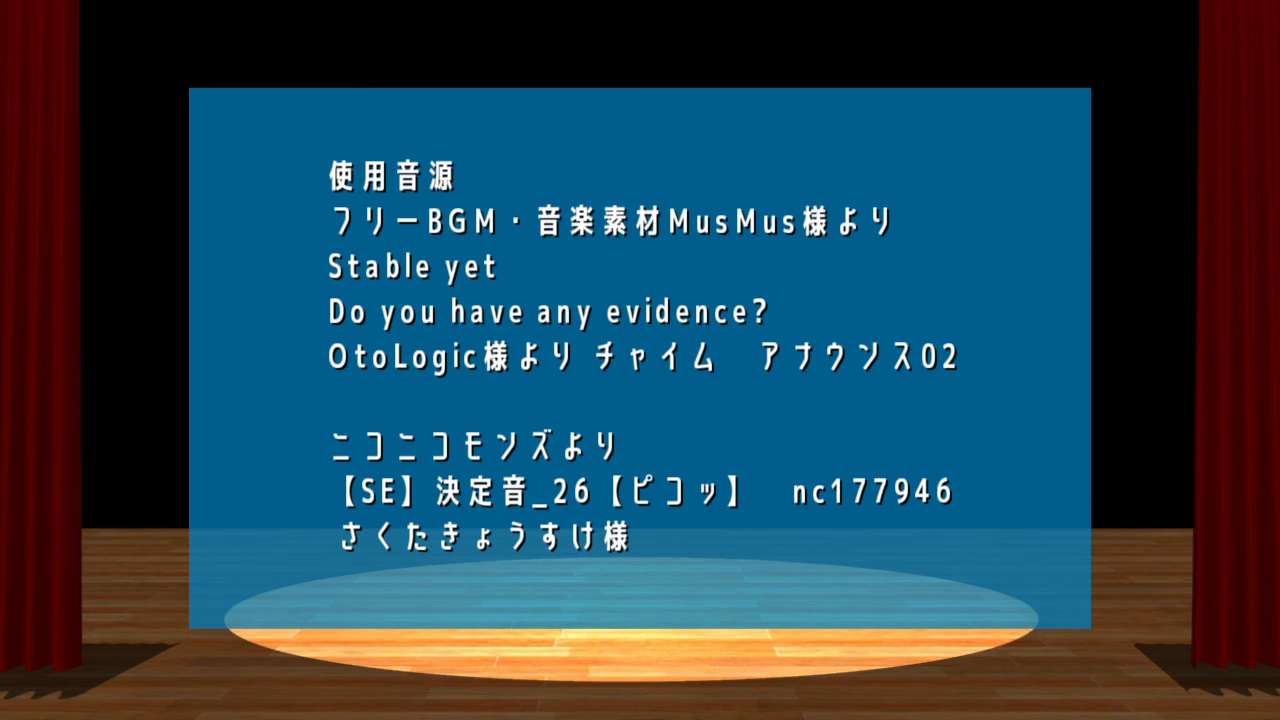 使用音源
フリーBGM・音楽素材MusMus様より
Stable yet
Do you have any evidence?
OtoLogic様より チャイム　アナウンス02
ニコニコモンズより
【SE】決定音_26【ピコッ】　nc177946
さくたきょうすけ様